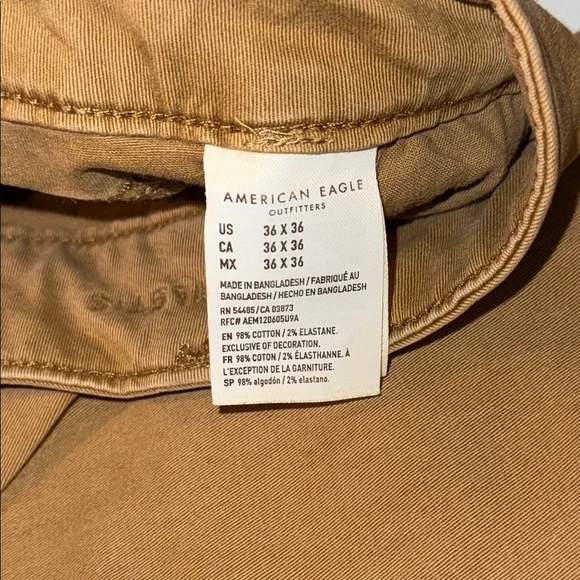 AMERICAN EAGLE
OUTFITTERS
US 36 X 36
CA 36 X 36
MX 36 X 36
MADE IN BANGLADESH / FABRIQUÉ AU
BANGLADESH / HECHO EN BANGLADESH
RN 54485/CA 03873
RFC# AEM120605U9A
EN 98% COTTON / 2% ELASTANE.
EXCLUSIVE OF DECORATION.
FR 98% COTON / 2% ÉLASTHANNE. À
L'EXCEPTION DE LA GARNITURE.
SP 98% algodón / 2% elastano.